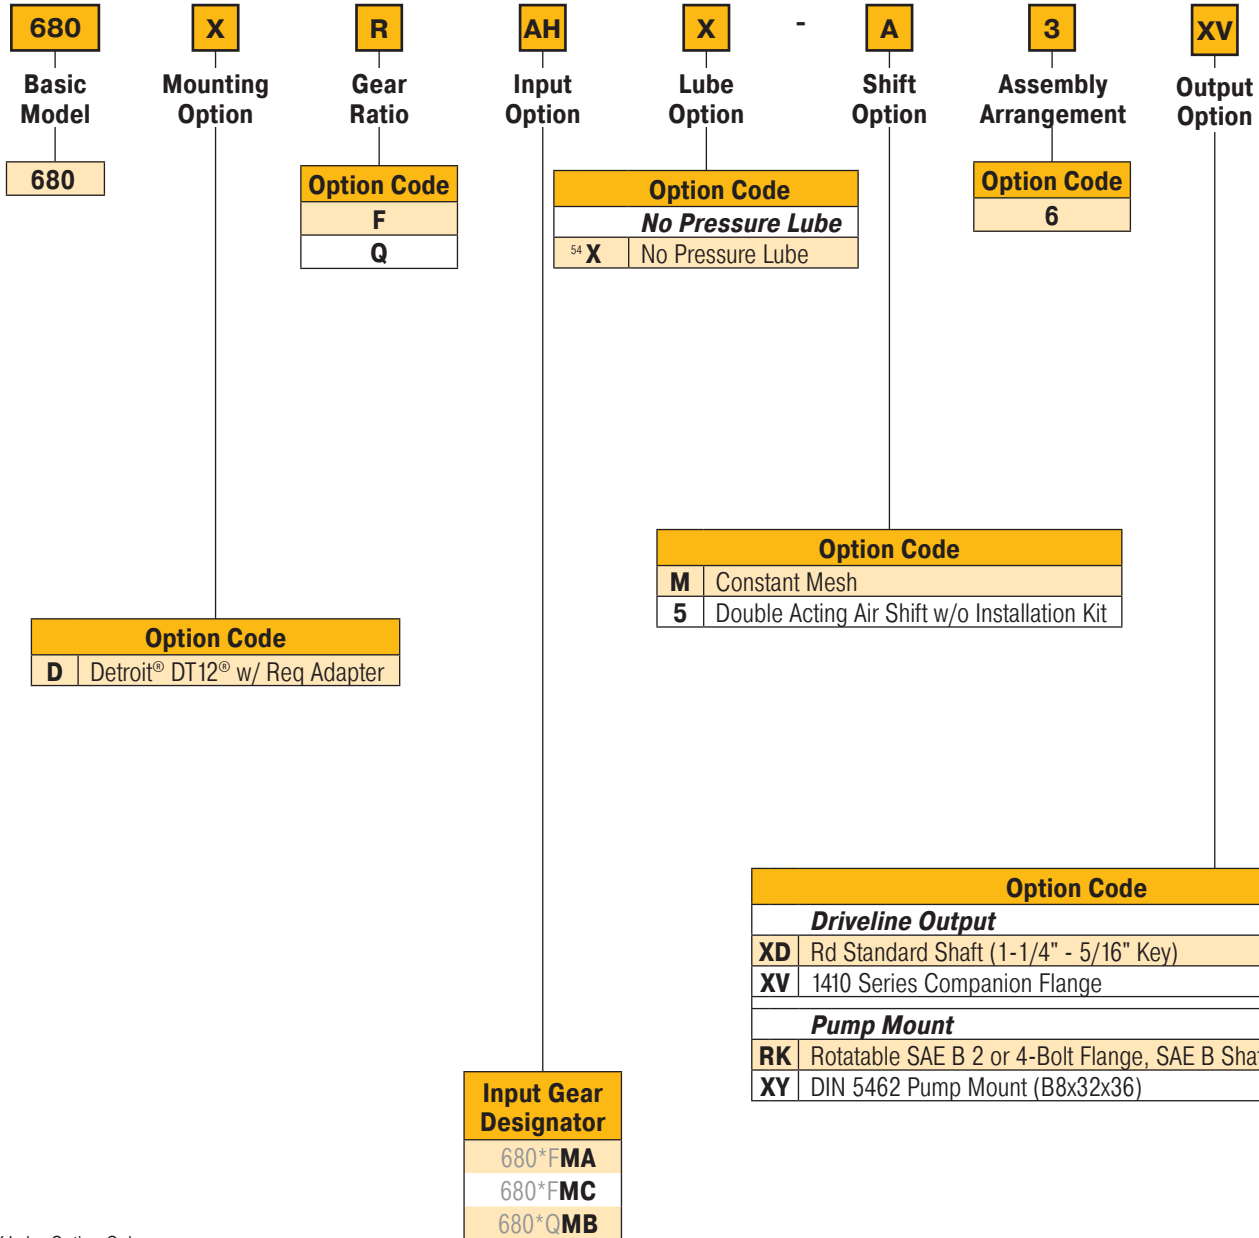 680 X R AH X - A 3 XV
Basic Model
Mounting Option
Gear Ratio
Input Option
Lube Option
Shift Option
Assembly Arrangement
Output Option
680
Option Code
F
Q
Option Code
No Pressure Lube
54 X No Pressure Lube
Option Code
6
Option Code
M Constant Mesh
5 Double Acting Air Shift w/o Installation Kit
Option Code
D Detroit® DT12® w/ Req Adapter
Option Code
Driveline Output
XD Rd Standard Shaft (1-1/4" - 5/16" Key)
XV 1410 Series Companion Flange
Pump Mount
RK Rotatable SAE B 2 or 4-Bolt Flange, SAE B
XY DIN 5462 Pump Mount (B8x32x36)
Input Gear Designator
680*FMA
680*FMC
680*QMB